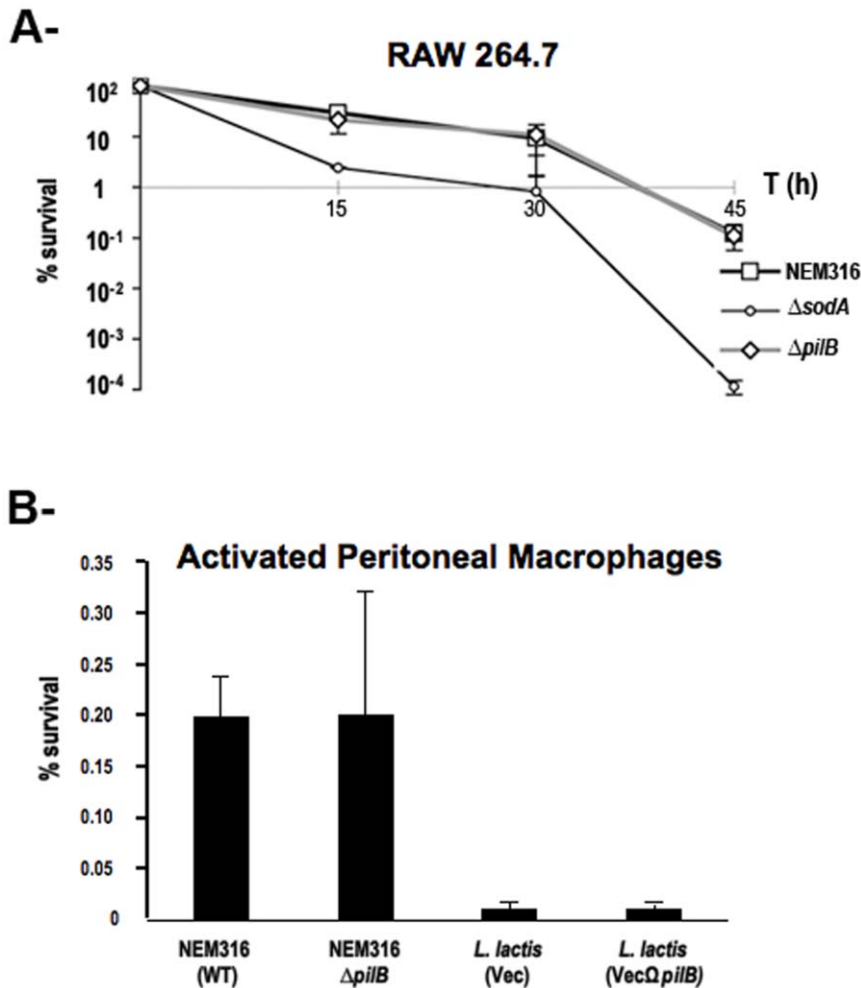 A-
RAW 264.7
10²
10
1
10⁻¹
10⁻²
10⁻³
10⁻⁴
% survival
15
30
45
T (h)
NEM316
ΔsodA
ΔpilB
B-
Activated Peritoneal Macrophages
0.35
0.30
0.25
0.20
0.15
0.10
0.05
0
% survival
NEM316
(WT)
NEM316
ΔpilB
L. lactis
(Vec)
L. lactis
(VecΩpilB)